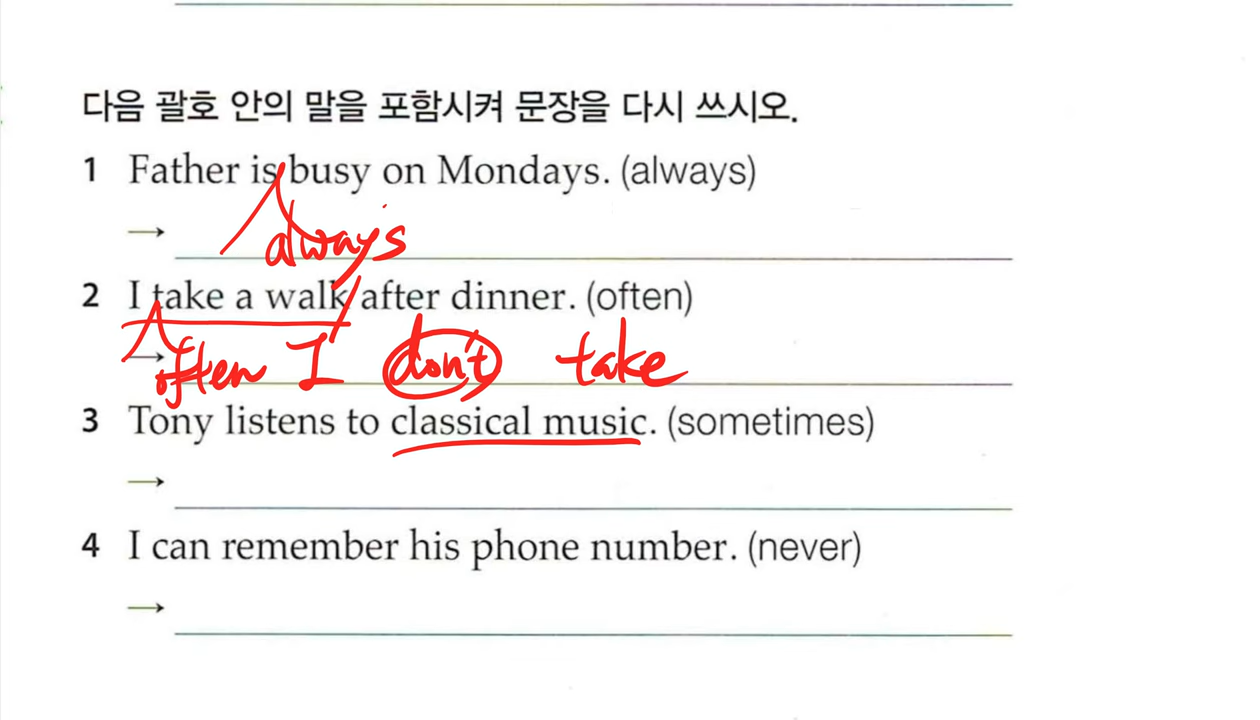 다음 괄호 안의 말을 포함시켜 문장을 다시 쓰시오.
1 Father is busy on Mondays. (always)
→ always
2 I take a walk after dinner. (often)
→ often I don't take
3 Tony listens to classical music. (sometimes)
→
4 I can remember his phone number. (never)
→